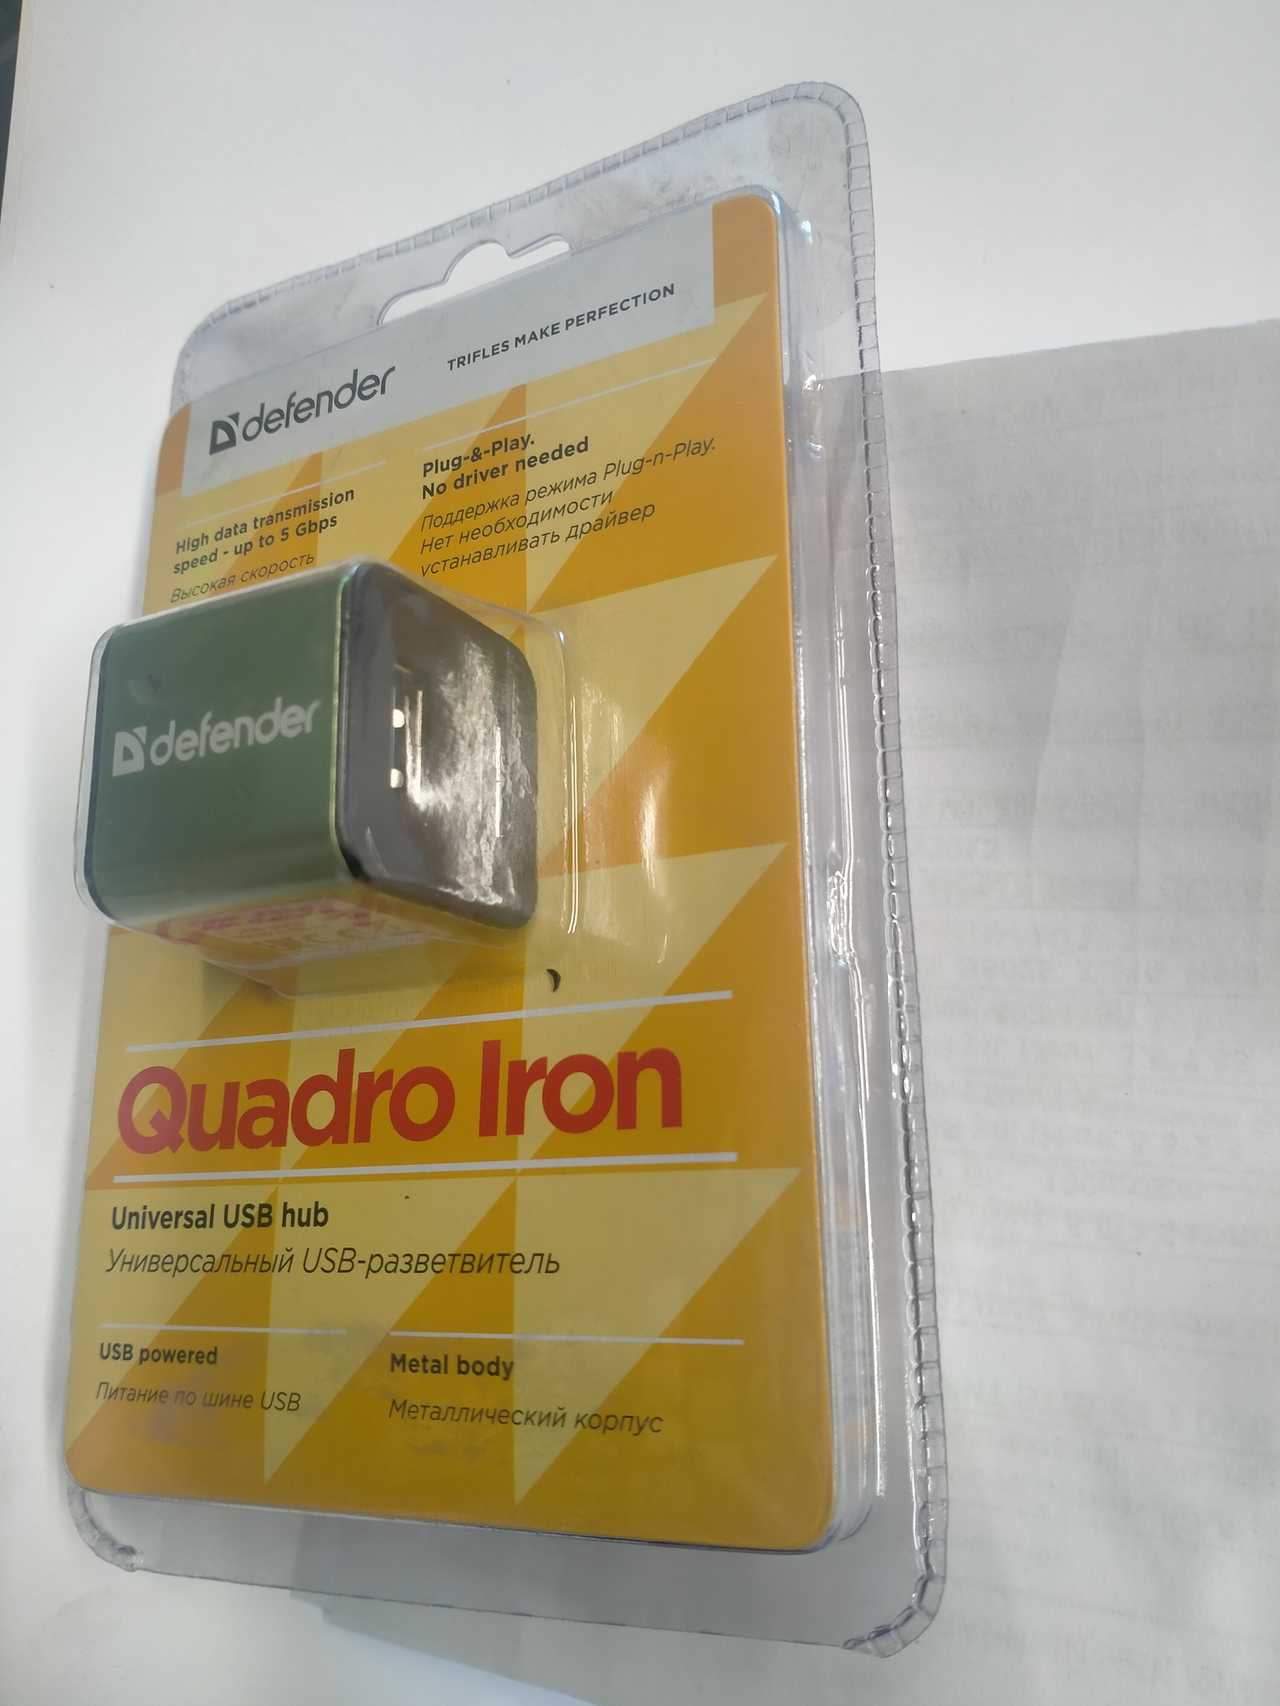 defender
TRIFLES MAKE PERFECTION
High data transmission
speed - up to 5 Gbps
Высокая скорость
Plug-&-Play.
No driver needed
Поддержка режима Plug-n-Play.
Нет необходимости
устанавливать драйвер
defender
Quadro Iron
Universal USB hub
Универсальный USB-разветвитель
USB powered
Питание по шине USB
Metal body
Металлический корпус